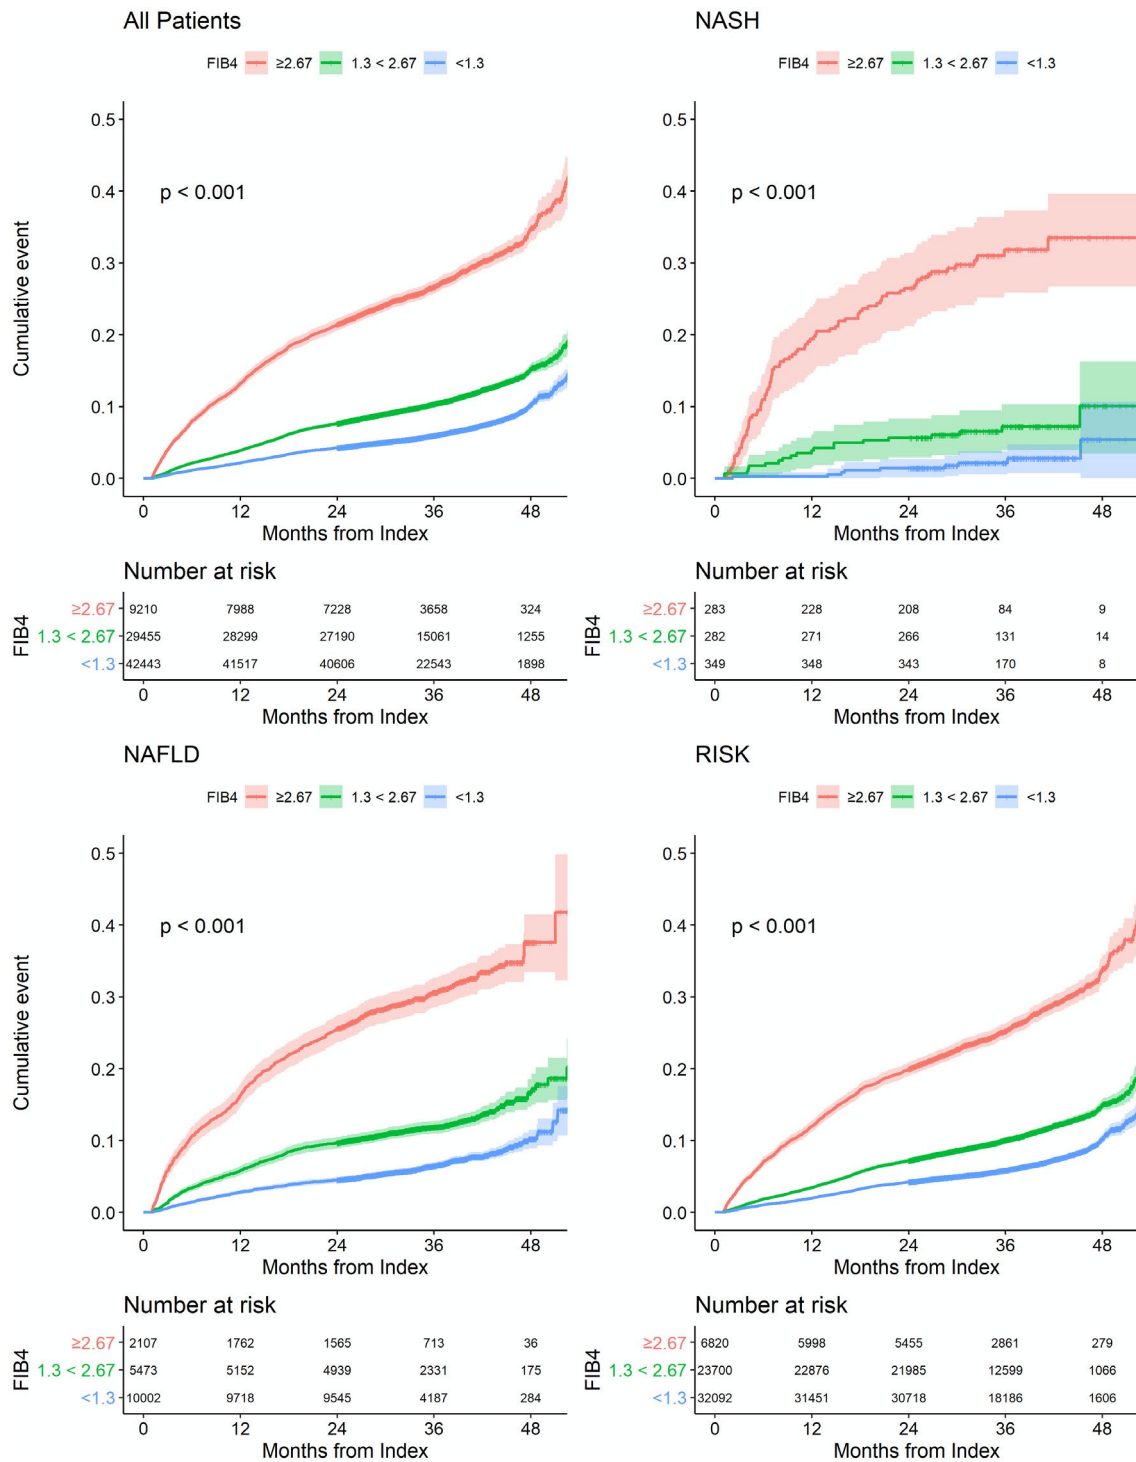 All Patients
FIB4 ≥2.67 1.3 < 2.67 <1.3
Cumulative event
0.5
0.4
0.3
0.2
0.1
0.0
p < 0.001
0 12 24 36 48
Months from Index
Number at risk
FIB4
≥2.67 9210 7988 7228 3658 324
1.3 < 2.67 29455 28299 27190 15061 1255
<1.3 42443 41517 40606 22543 1898
0 12 24 36 48
Months from Index
NASH
FIB4 ≥2.67 1.3 < 2.67 <1.3
0.5
0.4
0.3
0.2
0.1
0.0
p < 0.001
0 12 24 36 48
Months from Index
Number at risk
FIB4
≥2.67 283 228 208 84 9
1.3 < 2.67 282 271 266 131 14
<1.3 349 348 343 170 8
0 12 24 36 48
Months from Index
NAFLD
FIB4 ≥2.67 1.3 < 2.67 <1.3
Cumulative event
0.5
0.4
0.3
0.2
0.1
0.0
p < 0.001
0 12 24 36 48
Months from Index
Number at risk
FIB4
≥2.67 2107 1762 1565 713 36
1.3 < 2.67 5473 5152 4939 2331 175
<1.3 10002 9718 9545 4187 284
0 12 24 36 48
Months from Index
RISK
FIB4 ≥2.67 1.3 < 2.67 <1.3
0.5
0.4
0.3
0.2
0.1
0.0
p < 0.001
0 12 24 36 48
Months from Index
Number at risk
FIB4
≥2.67 6820 5998 5455 2861 279
1.3 < 2.67 23700 22876 21985 12599 1066
<1.3 32092 31451 30718 18186 1606
0 12 24 36 48
Months from Index